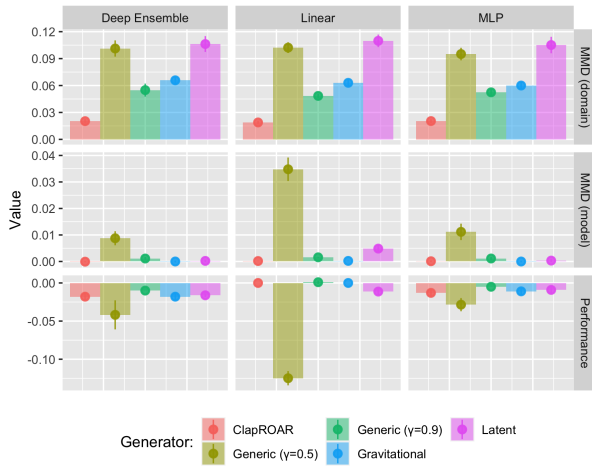 Deep Ensemble Linear MLP
0.12
0.09
0.06
0.03
0.00
MMD (domain)
0.04
0.03
0.02
0.01
0.00
MMD (model)
0.00
-0.05
-0.10
Performance
Value
Generator:
ClapROAR Generic (γ=0.9) Latent
Generic (γ=0.5) Gravitational